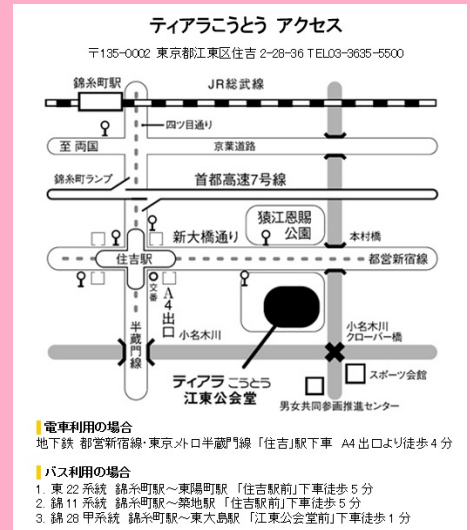 ティアラこうとう アクセス
〒135-0002 東京都江東区住吉 2-28-36 TEL03-3635-5500
錦糸町駅
JR総武線
四ツ目通り
至 両国
京葉道路
錦糸町ランプ
首都高速7号線
猿江恩賜
公園
新大橋通り
本村橋
住吉駅
都営新宿線
交番
A4出口
半蔵門線
小名木川
小名木川
クローバー橋
ティアラ こうとう
江東公会堂
スポーツ会館
男女共同参画推進センター
電車利用の場合
地下鉄 都営新宿線・東京メトロ半蔵門線 「住吉」駅下車 A4出口より徒歩4分
バス利用の場合
1. 東22系統 錦糸町駅～東陽町駅 「住吉駅前」下車徒歩5分
2. 錦11系統 錦糸町駅～築地駅 「住吉駅前」下車徒歩5分
3. 錦28甲系統 錦糸町駅～東大島駅 「江東公会堂前」下車徒歩1分